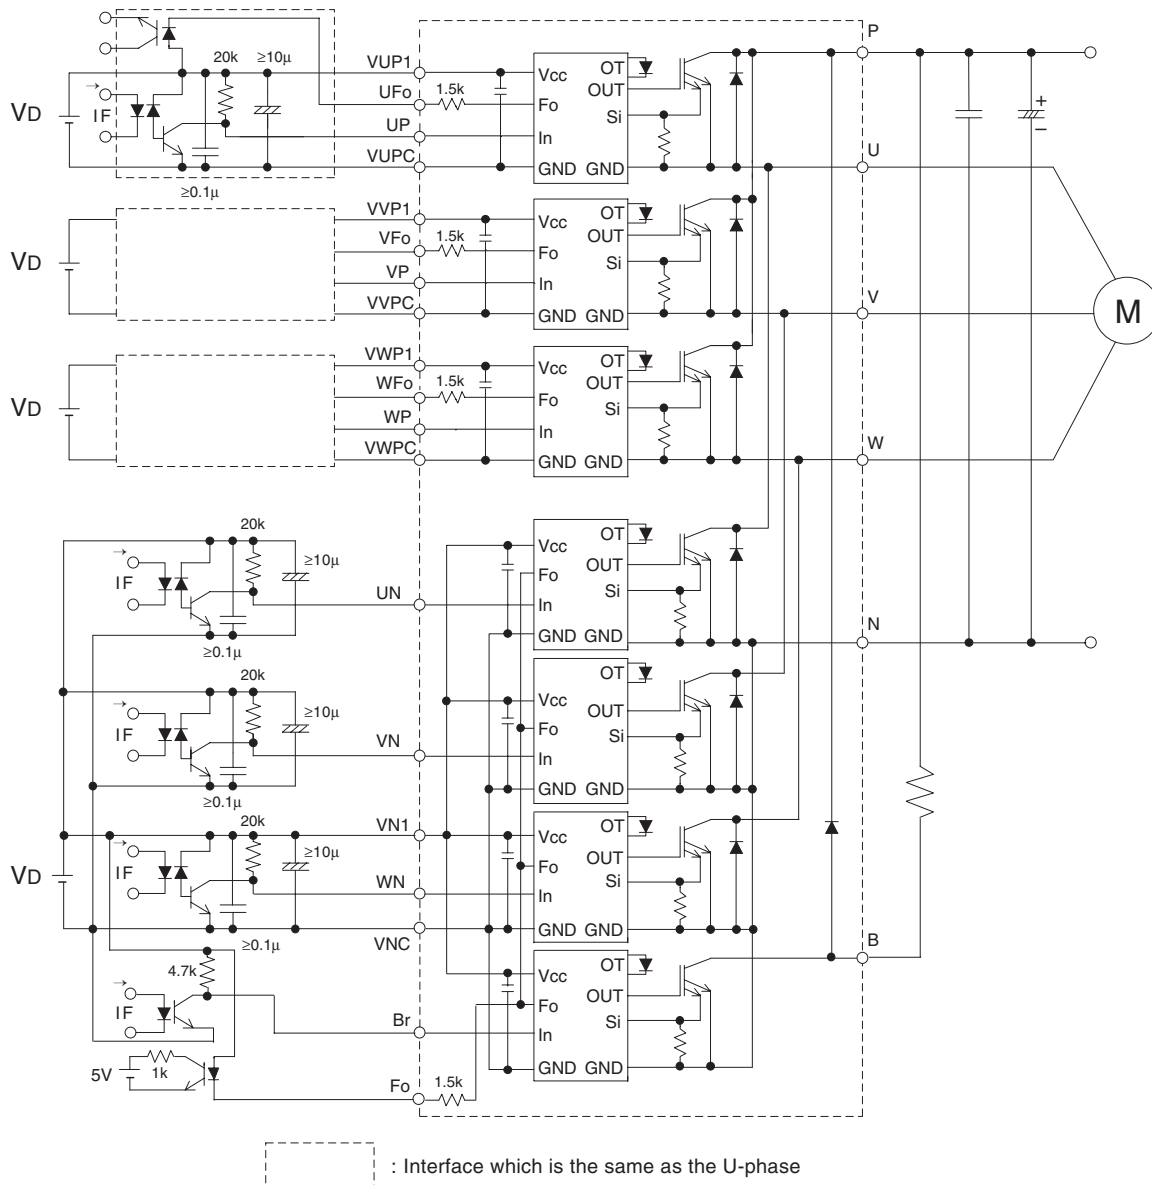 P
20k
≥10μ
VUP1
Vcc
OT
OUT
UFo
1.5k
Fo
Si
VD
IF
UP
In
+
–
VUPC
GND GND
U
≥0.1μ
VVP1
Vcc
OT
OUT
VFo
1.5k
Fo
Si
VD
VP
In
VVPC
GND GND
V
M
VWP1
Vcc
OT
OUT
WFo
1.5k
Fo
Si
VD
WP
In
VWPC
GND GND
W
20k
≥10μ
IF
Vcc
OT
OUT
Fo
Si
UN
In
GND GND
N
≥0.1μ
20k
≥10μ
IF
Vcc
OT
OUT
Fo
Si
VN
In
GND GND
≥0.1μ
20k
≥10μ
VN1
Vcc
OT
OUT
VD
IF
Fo
Si
WN
In
VNC
GND GND
B
≥0.1μ
4.7k
IF
Vcc
OT
OUT
Fo
Si
Br
In
GND GND
5V
1k
Fo
1.5k
: Interface which is the same as the U-phase